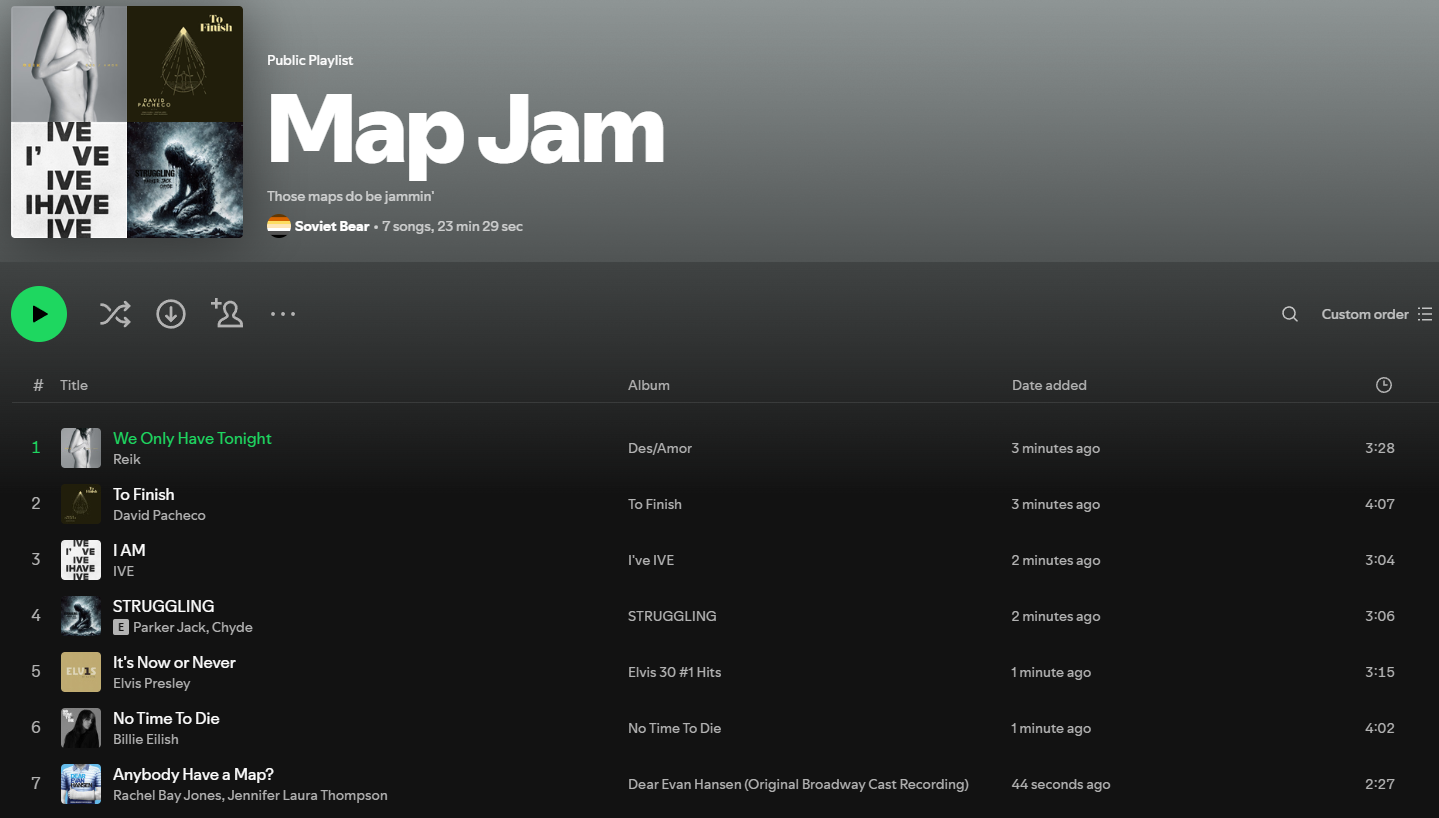 To
Finish
DAVID
PACHECO
IVE
I' VE
IVE
IHAVE
IVE
STRUGGLING
PARKER JACK
CHYDE
Public Playlist
Map Jam
Those maps do be jammin'
Soviet Bear • 7 songs, 23 min 29 sec
Custom order
# Title Album Date added
1 We Only Have Tonight Des/Amor 3 minutes ago 3:28
Reik
2 To Finish To Finish 3 minutes ago 4:07
David Pacheco
3 I AM I've IVE 2 minutes ago 3:04
IVE
4 STRUGGLING STRUGGLING 2 minutes ago 3:06
E Parker Jack, Chyde
5 It's Now or Never Elvis 30 #1 Hits 1 minute ago 3:15
Elvis Presley
6 No Time To Die No Time To Die 1 minute ago 4:02
Billie Eilish
7 Anybody Have a Map? Dear Evan Hansen (Original Broadway Cast Recording) 44 seconds ago 2:27
Rachel Bay Jones, Jennifer Laura Thompson